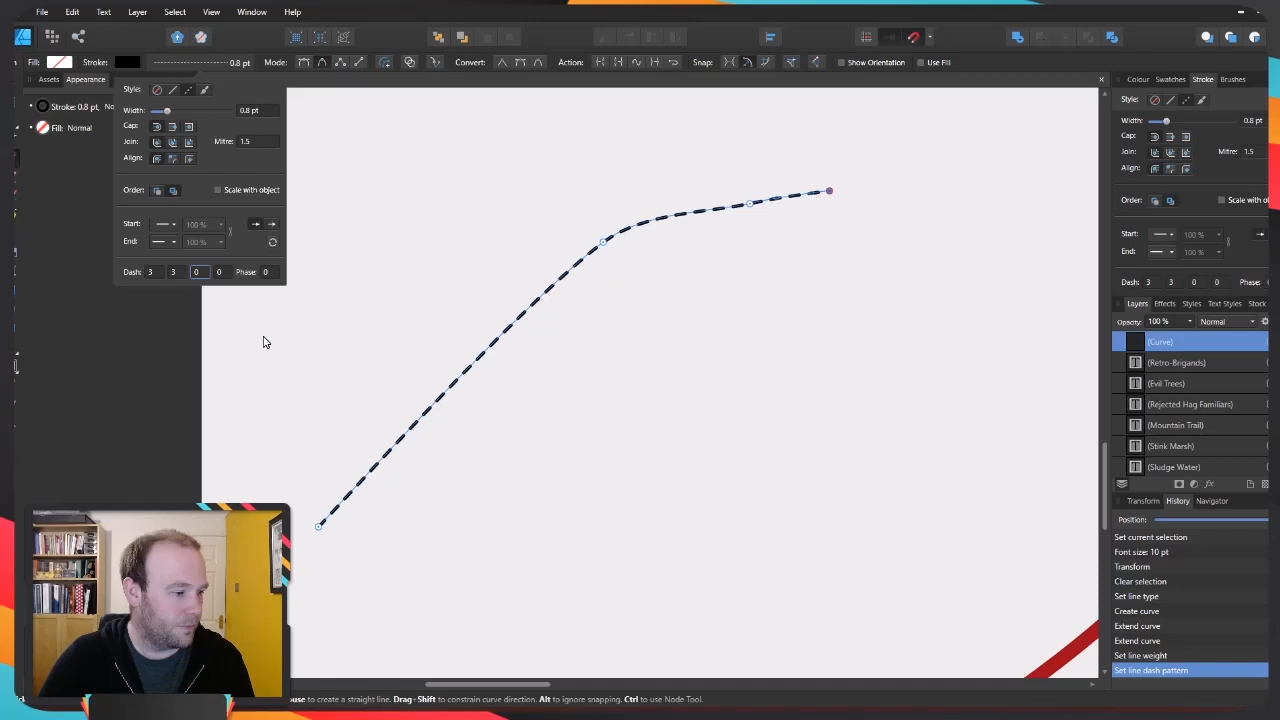 File Edit Text Layer Select View Window Help
Fill: Stroke: 0.8 pt Mode: Convert: Action: Snap: Show Orientation Use Fill
Assets Appearance
Stroke: 0.8 pt, No
Fill: Normal
Style:
Width: 0.8 pt
Cap:
Join: Mitre: 1.5
Align:
Order: Scale with object
Start: 100 %
End: 100 %
Dash: 3 3 0 0 Phase: 0
Colour Swatches Stroke Brushes
Style:
Width: 0.8 pt
Cap:
Join: Mitre: 1.5
Align:
Order: Scale with o
Start: 100 %
End: 100 %
Dash: 3 3 0 0 Phase:
Layers Effects Styles Text Styles Stock
Opacity: 100 % Normal
(Curve)
(Retro-Brigands)
(Evil Trees)
(Rejected Hag Familiars)
(Mountain Trail)
(Stink Marsh)
(Sludge Water)
Transform History Navigator
Position:
Set current selection
Font size: 10 pt
Transform
Clear selection
Set line type
Create curve
Extend curve
Extend curve
Set line weight
Set line dash pattern
ouse to create a straight line. Drag+Shift to constrain curve direction. Alt to ignore snapping. Ctrl to use Node Tool.